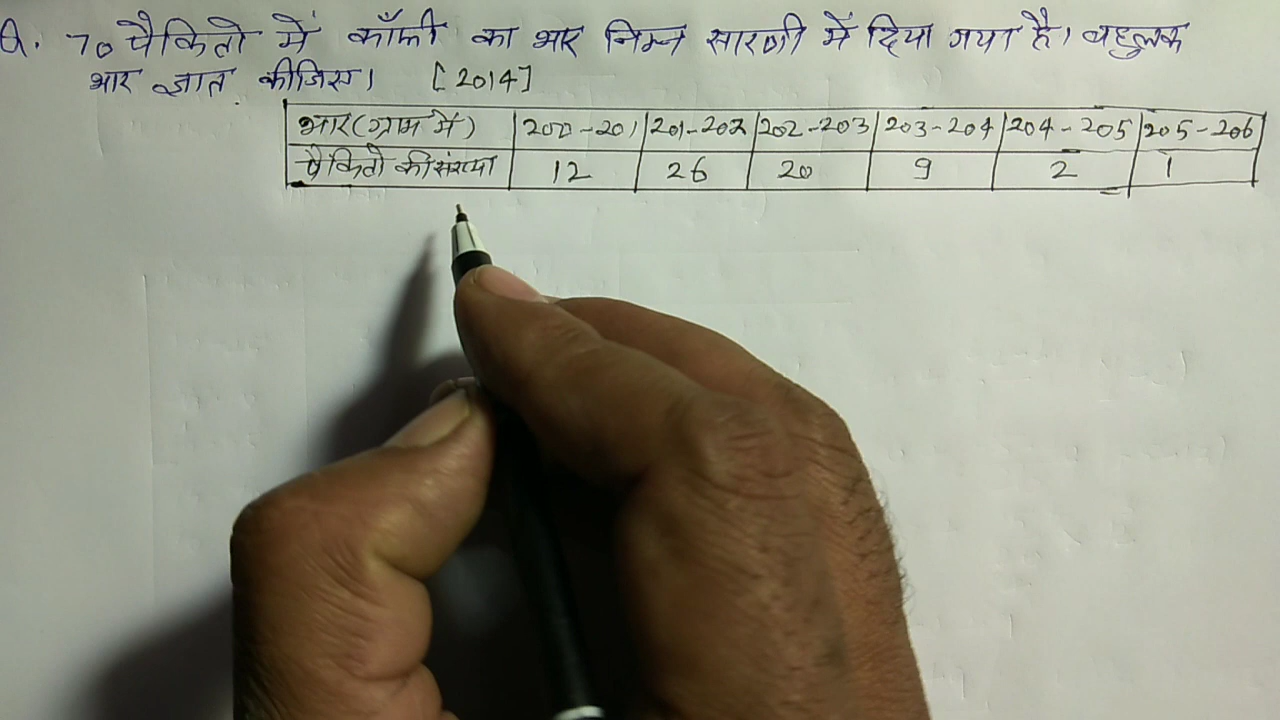 Q. 70 पैकितो में कॉफी का भार निम्न सारणी में दिया गया है। बहुलक
भार ज्ञात कीजिए। [2014]
भार (ग्राम में) 200-201 201-202 202-203 203-204 204-205 205-206
पैकितो की संख्या 12 26 20 9 2 1